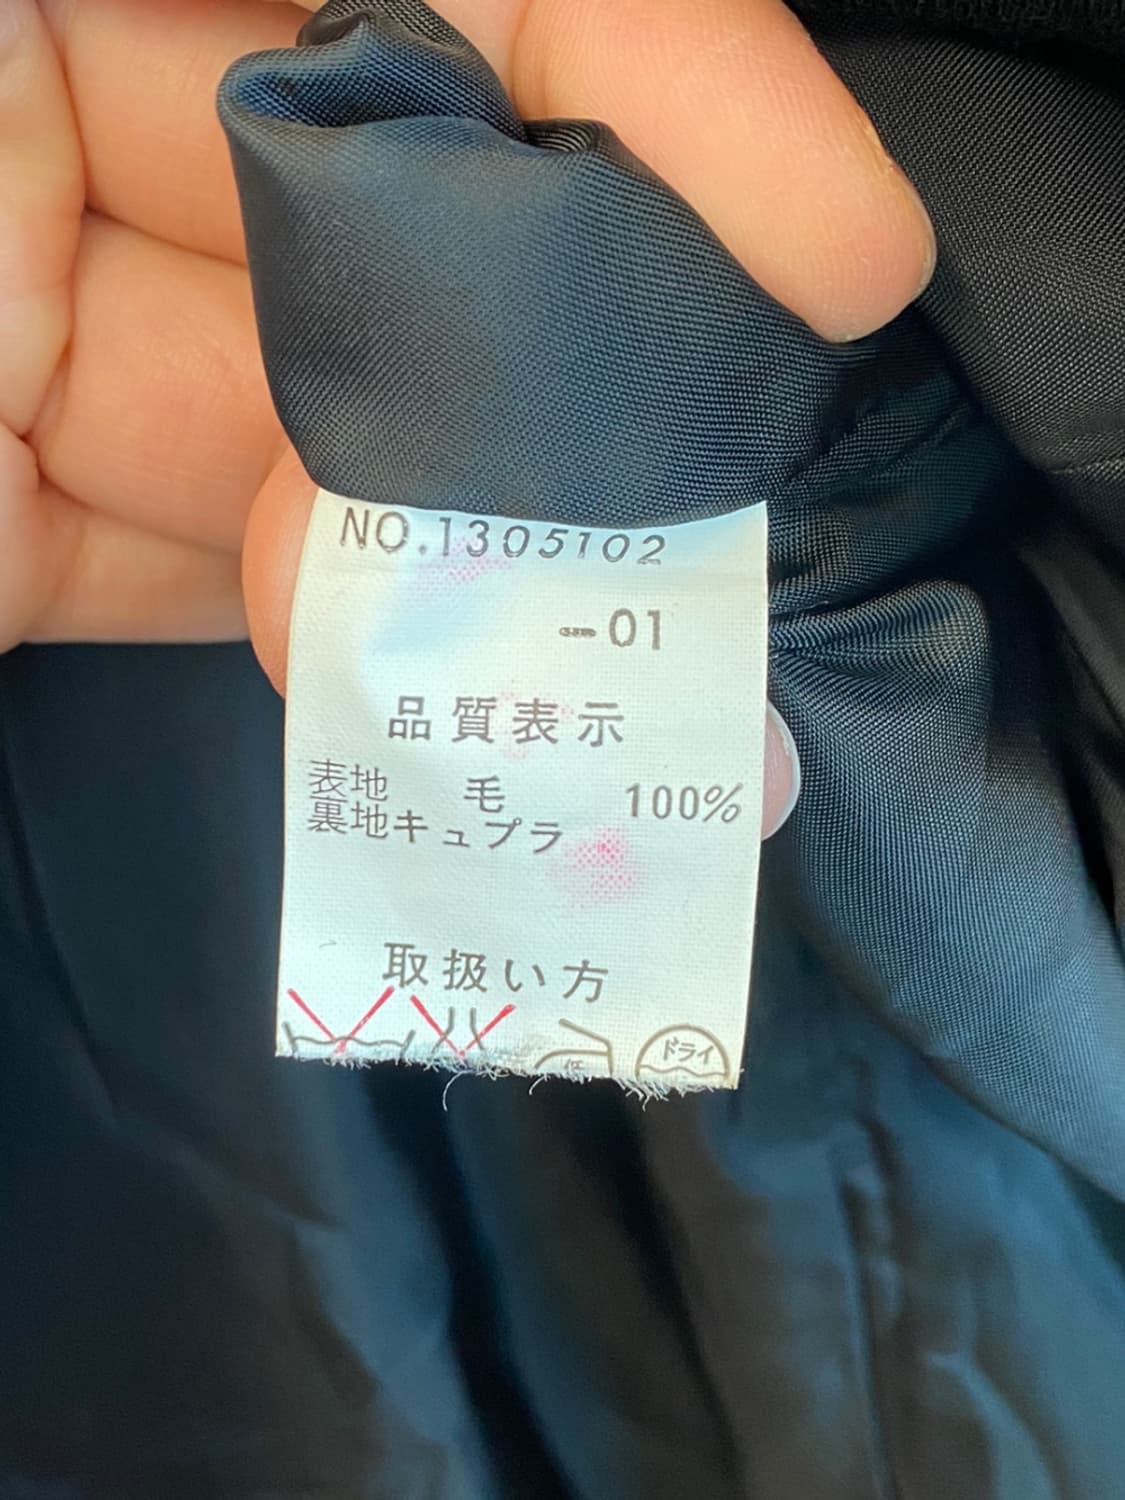 NO.1305102
-01
品質表示
表地 毛 100%
裏地キュプラ
取扱い方
ドライ